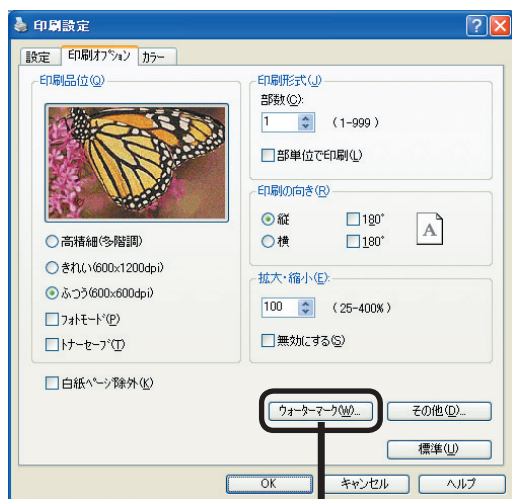 印刷設定
設定 印刷ｵﾌﾟｼｮﾝ ｶﾗｰ
印刷品位(Q)
高精細(多階調)
きれい(600x1200dpi)
ふつう(600x600dpi)
ﾌｫﾄﾓｰﾄﾞ(P)
ﾄﾅｰｾｰﾌﾞ(T)
白紙ﾍﾟｰｼﾞ除外(K)
印刷形式(J)
部数(C):
1 (1-999)
部単位で印刷(L)
印刷の向き(R)
縦 180°
横 180°
A
拡大・縮小(E):
100 (25-400%)
無効にする(S)
ｳｫｰﾀｰﾏｰｸ(W)... その他(D)...
標準(U)
OK キャンセル ヘルプ